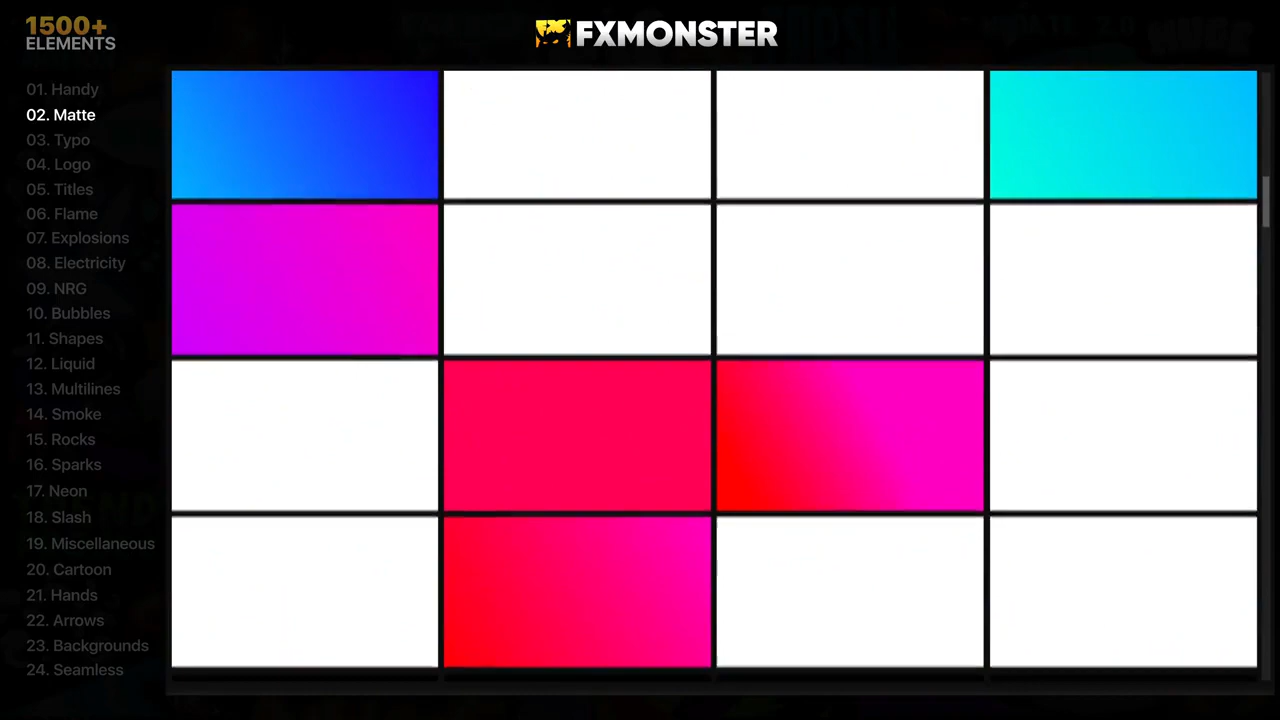 1500+
ELEMENTS
FXMONSTER
01. Handy
02. Matte
03. Typo
04. Logo
05. Titles
06. Flame
07. Explosions
08. Electricity
09. NRG
10. Bubbles
11. Shapes
12. Liquid
13. Multilines
14. Smoke
15. Rocks
16. Sparks
17. Neon
18. Slash
19. Miscellaneous
20. Cartoon
21. Hands
22. Arrows
23. Backgrounds
24. Seamless